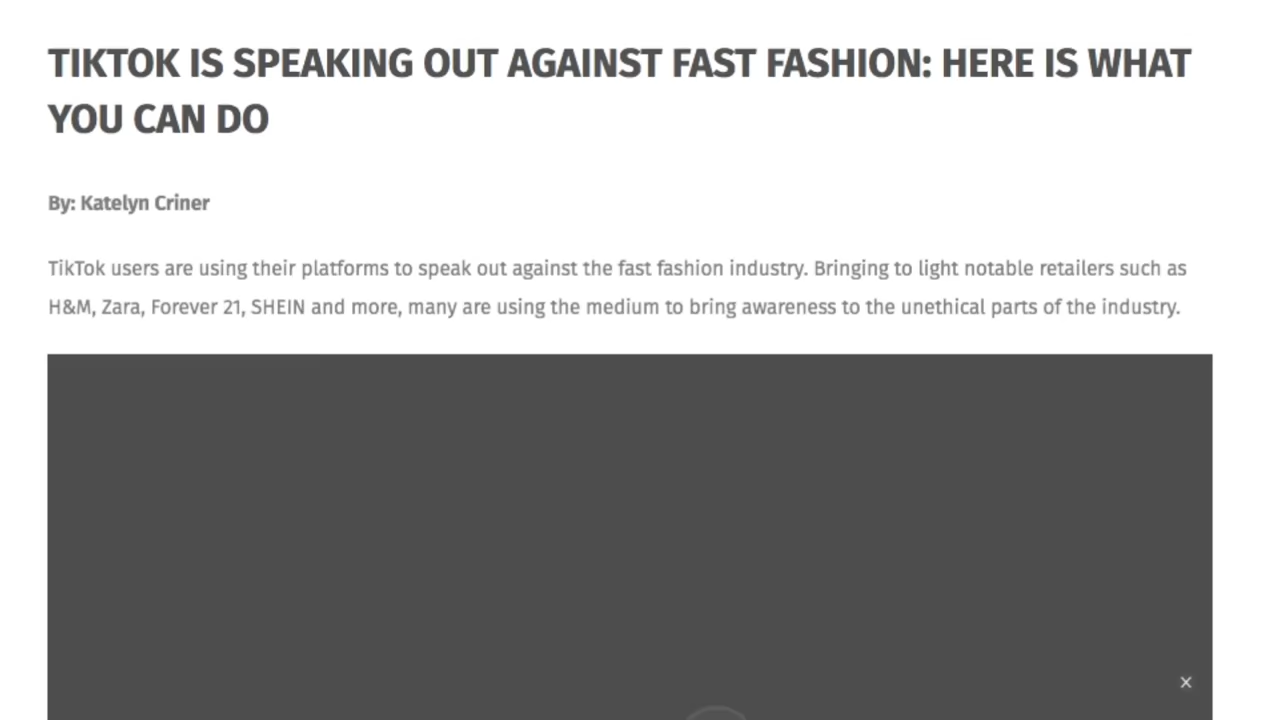 TIKTOK IS SPEAKING OUT AGAINST FAST FASHION: HERE IS WHAT
YOU CAN DO
By: Katelyn Criner
TikTok users are using their platforms to speak out against the fast fashion industry. Bringing to light notable retailers such as
H&M, Zara, Forever 21, SHEIN and more, many are using the medium to bring awareness to the unethical parts of the industry.